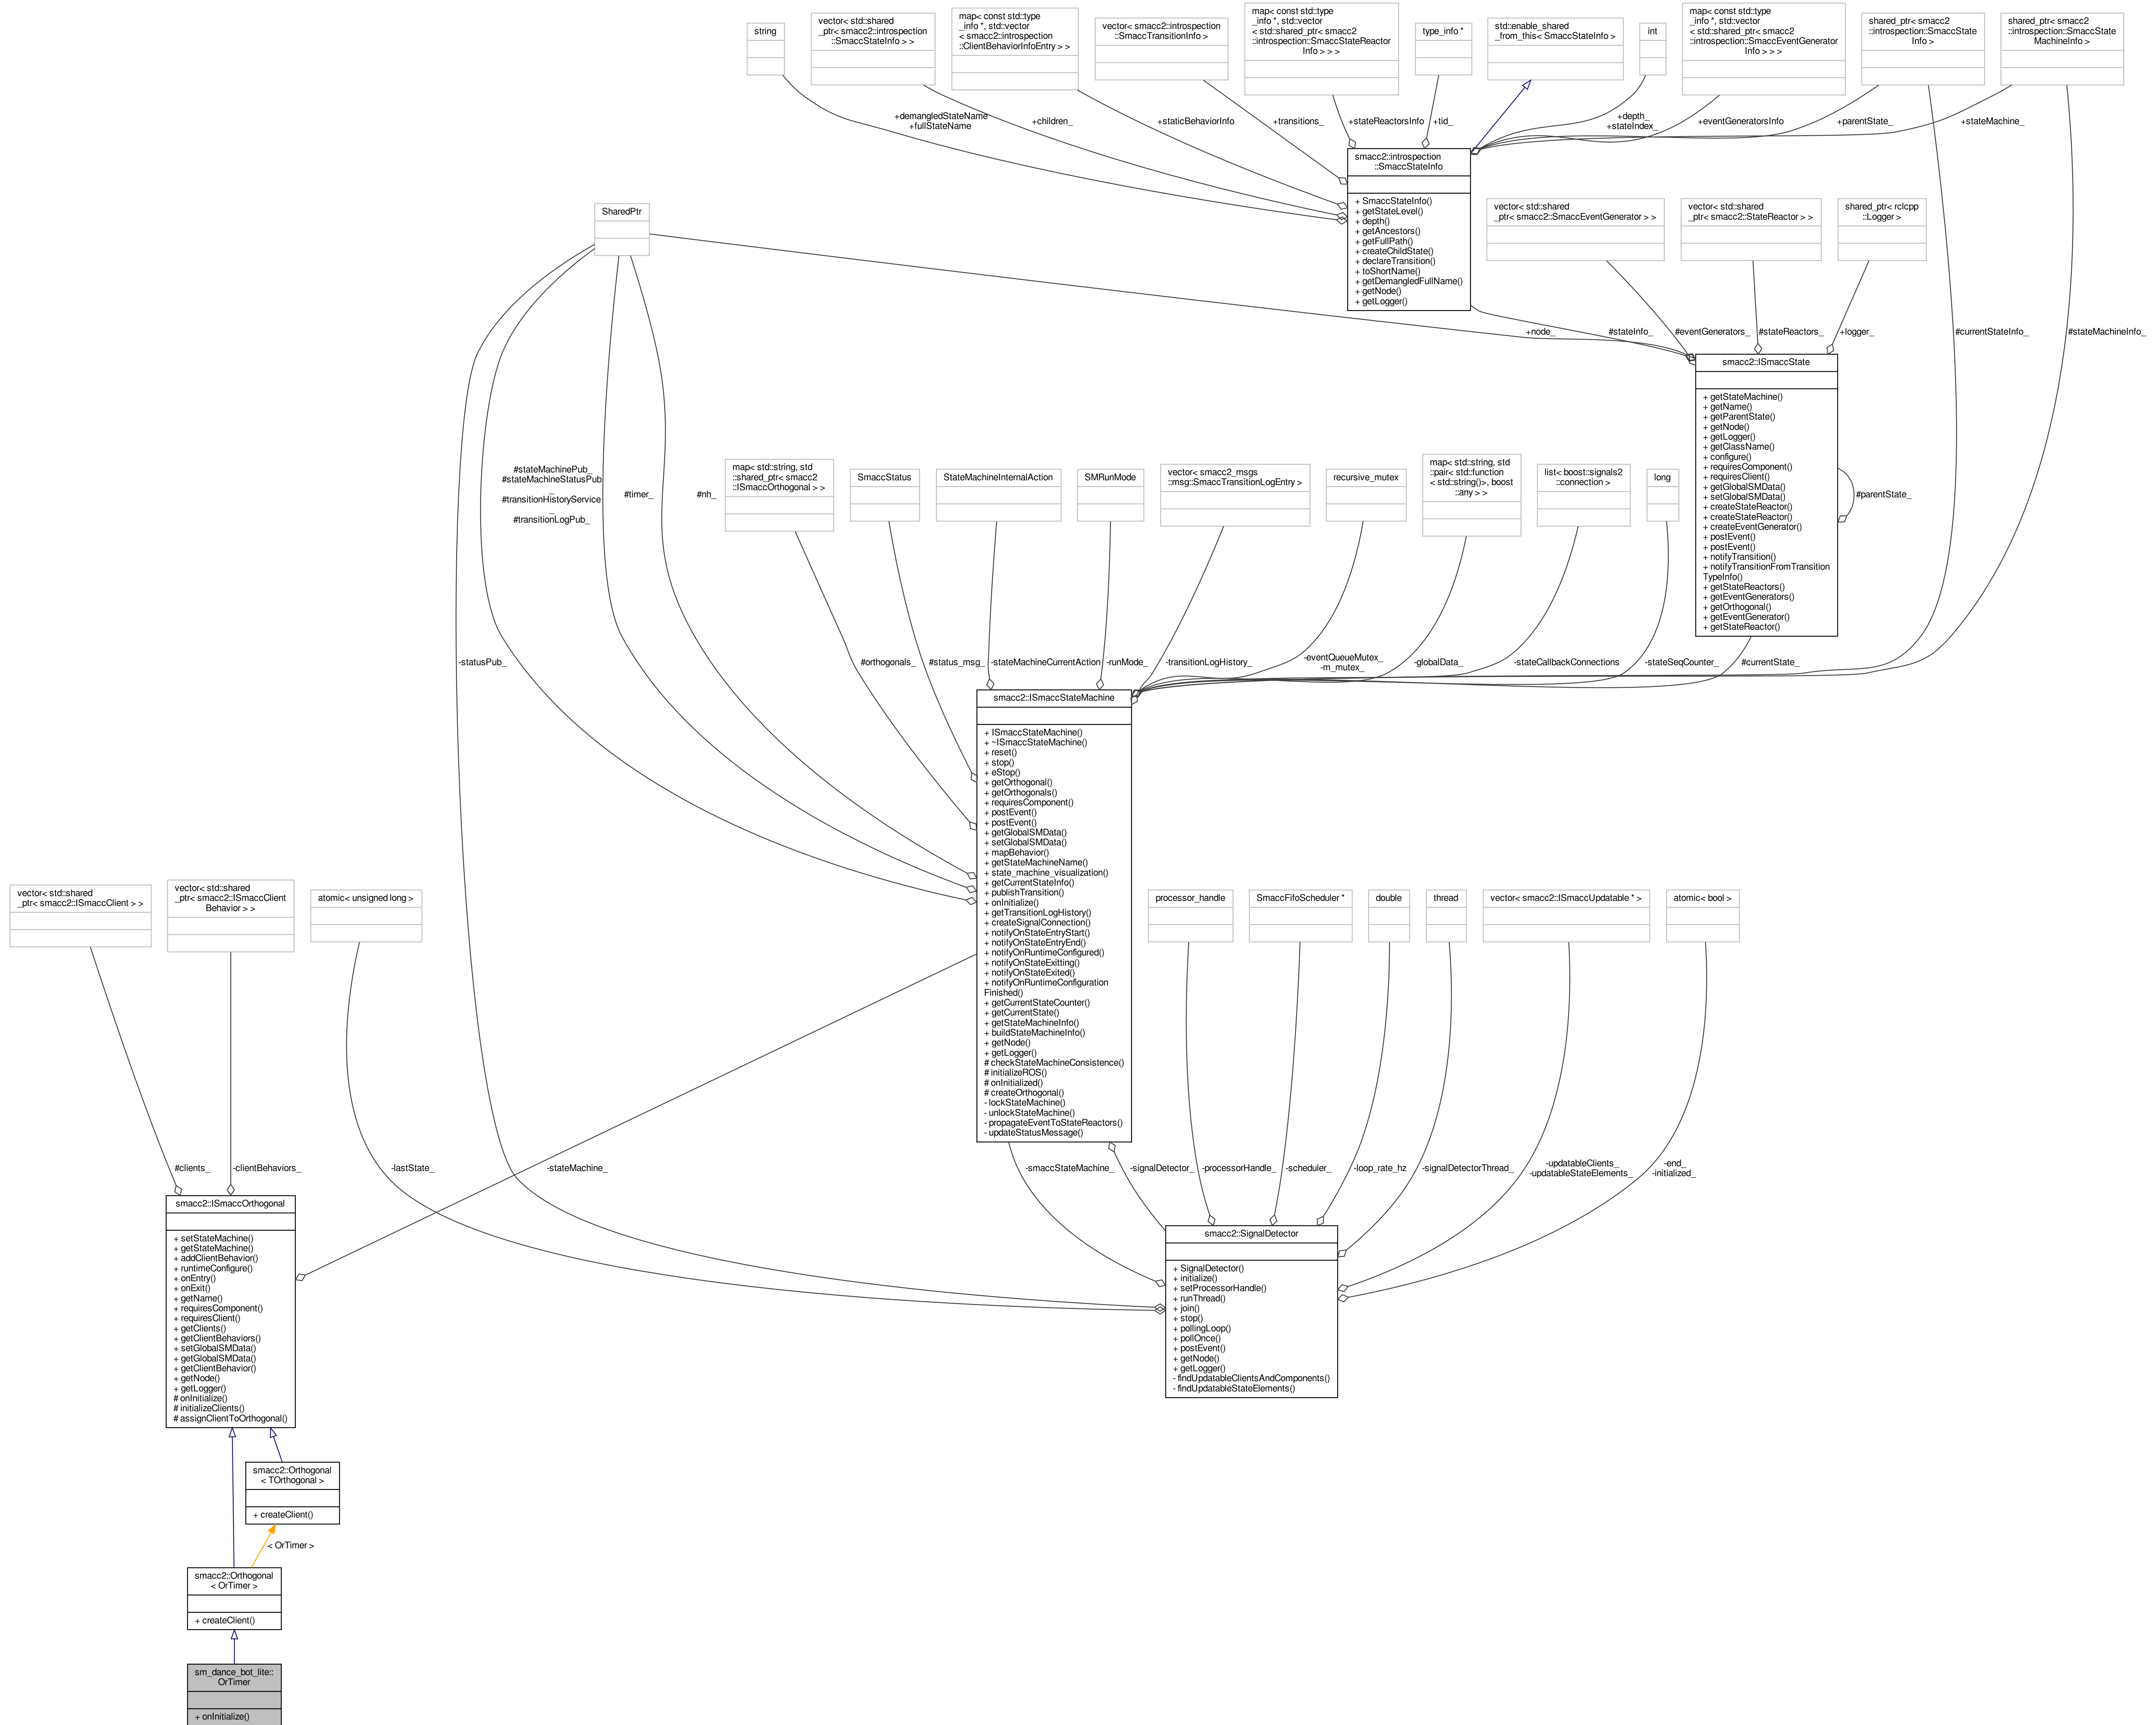 string
vector< std::shared
_ptr< smacc2::introspection
::SmaccStateInfo > >
map< const std::type
_info *, std::vector
< smacc2::introspection
::ClientBehaviorInfoEntry > >
vector< smacc2::introspection
::SmaccTransitionInfo >
map< const std::type
_info *, std::vector
< std::shared_ptr< smacc2
::introspection::SmaccStateReactor
Info > > >
type_info *
std::enable_shared
_from_this< SmaccStateInfo >
int
map< const std::type
_info *, std::vector
< std::shared_ptr< smacc2
::introspection::SmaccEventGenerator
Info > > >
shared_ptr< smacc2
::introspection::SmaccState
Info >
shared_ptr< smacc2
::introspection::SmaccState
MachineInfo >
+demangledStateName
+fullStateName
+children_
+staticBehaviorInfo
+transitions_
+stateReactorsInfo
+tid_
+depth_
+stateIndex_
+eventGeneratorsInfo
+parentState_
+stateMachine_
smacc2::introspection
::SmaccStateInfo
+ SmaccStateInfo()
+ getStateLevel()
+ depth()
+ getAncestors()
+ getFullPath()
+ createChildState()
+ declareTransition()
+ toShortName()
+ getDemangledFullName()
+ getNode()
+ getLogger()
SharedPtr
vector< std::shared
_ptr< smacc2::SmaccEventGenerator > >
vector< std::shared
_ptr< smacc2::StateReactor > >
shared_ptr< rclcpp
::Logger >
+node_
#stateInfo_
#eventGenerators_
#stateReactors_
+logger_
#currentStateInfo_
#stateMachineInfo_
smacc2::ISmaccState
+ getStateMachine()
+ getName()
+ getParentState()
+ getNode()
+ getLogger()
+ getClassName()
+ configure()
+ requiresComponent()
+ requiresClient()
+ getGlobalSMData()
+ setGlobalSMData()
+ createStateReactor()
+ createStateReactor()
+ createEventGenerator()
+ postEvent()
+ postEvent()
+ notifyTransition()
+ notifyTransitionFromTransition
TypeInfo()
+ getStateReactors()
+ getEventGenerators()
+ getOrthogonal()
+ getEventGenerator()
+ getStateReactor()
#parentState_
#stateMachinePub_
#stateMachineStatusPub
_
#transitionHistoryService
_
#transitionLogPub_
#timer_
#nh_
map< std::string, std
::shared_ptr< smacc2
::ISmaccOrthogonal > >
SmaccStatus
StateMachineInternalAction
SMRunMode
vector< smacc2_msgs
::msg::SmaccTransitionLogEntry >
recursive_mutex
map< std::string, std
::pair< std::function
< std::string()>, boost
::any > >
list< boost::signals2
::connection >
long
-statusPub_
#orthogonals_
#status_msg_
-stateMachineCurrentAction
-runMode_
-transitionLogHistory_
-eventQueueMutex_
-m_mutex_
-globalData_
-stateCallbackConnections
-stateSeqCounter_
#currentState_
smacc2::ISmaccStateMachine
+ ISmaccStateMachine()
+ ~ISmaccStateMachine()
+ reset()
+ stop()
+ eStop()
+ getOrthogonal()
+ getOrthogonals()
+ requiresComponent()
+ postEvent()
+ postEvent()
+ getGlobalSMData()
+ setGlobalSMData()
+ mapBehavior()
+ getStateMachineName()
+ state_machine_visualization()
+ getCurrentStateInfo()
+ publishTransition()
+ onInitialize()
+ getTransitionLogHistory()
+ createSignalConnection()
+ notifyOnStateEntryStart()
+ notifyOnStateEntryEnd()
+ notifyOnRuntimeConfigured()
+ notifyOnStateExitting()
+ notifyOnStateExited()
+ notifyOnRuntimeConfiguration
Finished()
+ getCurrentStateCounter()
+ getCurrentState()
+ getStateMachineInfo()
+ buildStateMachineInfo()
+ getNode()
+ getLogger()
# checkStateMachineConsistence()
# initializeROS()
# onInitialized()
# createOrthogonal()
- lockStateMachine()
- unlockStateMachine()
- propagateEventToStateReactors()
- updateStatusMessage()
vector< std::shared
_ptr< smacc2::ISmaccClient > >
vector< std::shared
_ptr< smacc2::ISmaccClient
Behavior > >
atomic< unsigned long >
processor_handle
SmaccFifoScheduler *
double
thread
vector< smacc2::ISmaccUpdatable * >
atomic< bool >
#clients_
-clientBehaviors_
-lastState_
-stateMachine_
-smaccStateMachine_
-signalDetector_
-processorHandle_
-scheduler_
-loop_rate_hz
-signalDetectorThread_
-updatableClients_
-updatableStateElements_
-end_
-initialized_
smacc2::ISmaccOrthogonal
+ setStateMachine()
+ getStateMachine()
+ addClientBehavior()
+ runtimeConfigure()
+ onEntry()
+ onExit()
+ getName()
+ requiresComponent()
+ requiresClient()
+ getClients()
+ getClientBehaviors()
+ setGlobalSMData()
+ getGlobalSMData()
+ getClientBehavior()
+ getNode()
+ getLogger()
# onInitialize()
# initializeClients()
# assignClientToOrthogonal()
smacc2::SignalDetector
+ SignalDetector()
+ initialize()
+ setProcessorHandle()
+ runThread()
+ join()
+ stop()
+ pollingLoop()
+ pollOnce()
+ postEvent()
+ getNode()
+ getLogger()
- findUpdatableClientsAndComponents()
- findUpdatableStateElements()
smacc2::Orthogonal
< TOrthogonal >
+ createClient()
< OrTimer >
smacc2::Orthogonal
< OrTimer >
+ createClient()
sm_dance_bot_lite::
OrTimer
+ onInitialize()